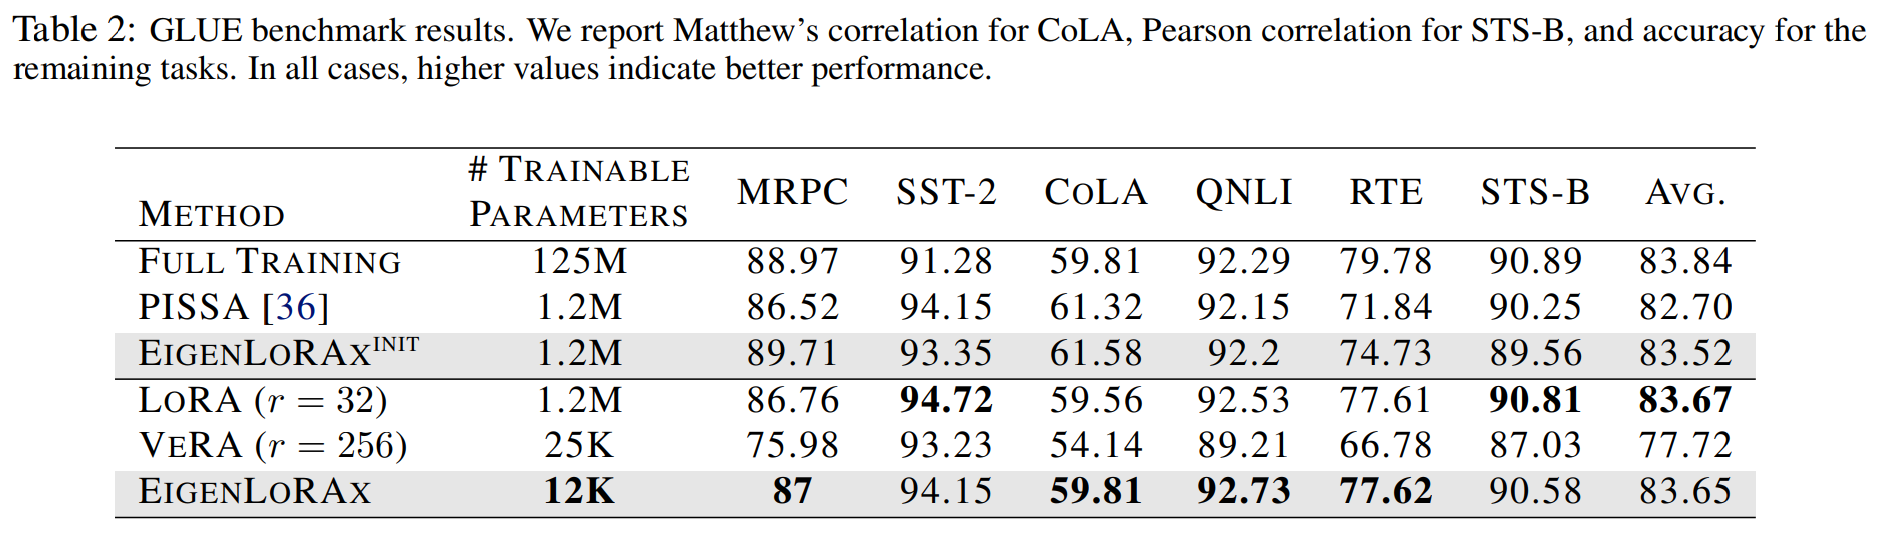 Table 2: GLUE benchmark results. We report Matthew's correlation for CoLA, Pearson correlation for STS-B, and accuracy for the
remaining tasks. In all cases, higher values indicate better performance.
METHOD # TRAINABLE PARAMETERS MRPC SST-2 COLA QNLI RTE STS-B AVG.
FULL TRAINING 125M 88.97 91.28 59.81 92.29 79.78 90.89 83.84
PISSA [36] 1.2M 86.52 94.15 61.32 92.15 71.84 90.25 82.70
EIGENLORAX^INIT 1.2M 89.71 93.35 61.58 92.2 74.73 89.56 83.52
LORA (r = 32) 1.2M 86.76 94.72 59.56 92.53 77.61 90.81 83.67
VERA (r = 256) 25K 75.98 93.23 54.14 89.21 66.78 87.03 77.72
EIGENLORAX 12K 87 94.15 59.81 92.73 77.62 90.58 83.65